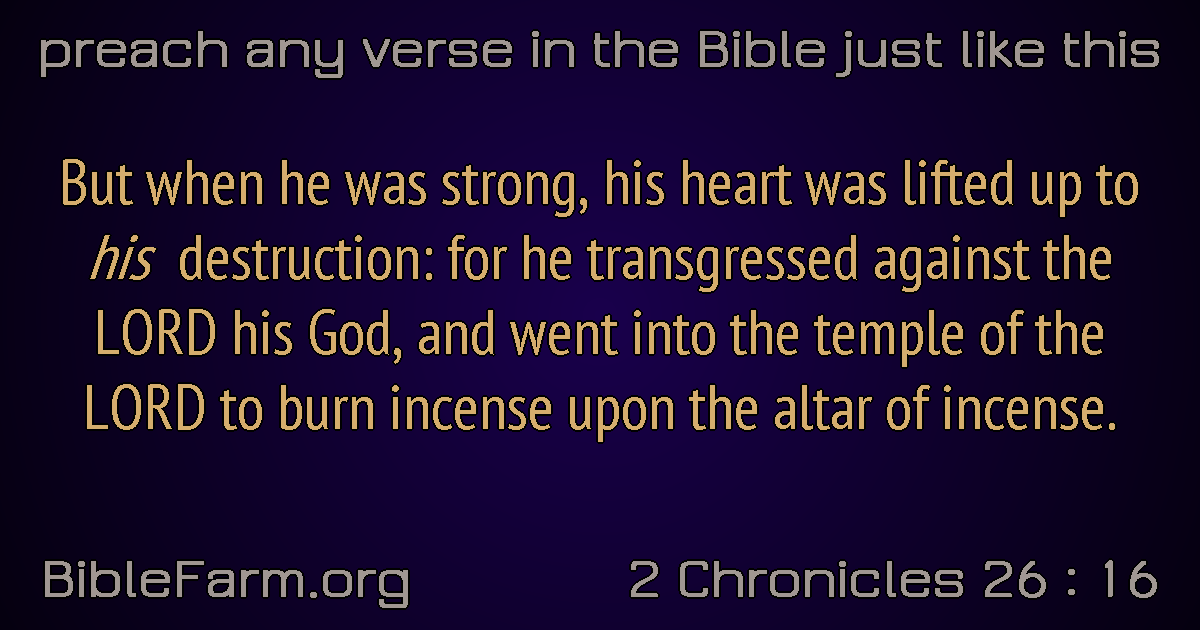 preach any verse in the Bible just like this
But when he was strong, his heart was lifted up to
his destruction: for he transgressed against the
LORD his God, and went into the temple of the
LORD to burn incense upon the altar of incense.
BibleFarm.org
2 Chronicles 26 : 16